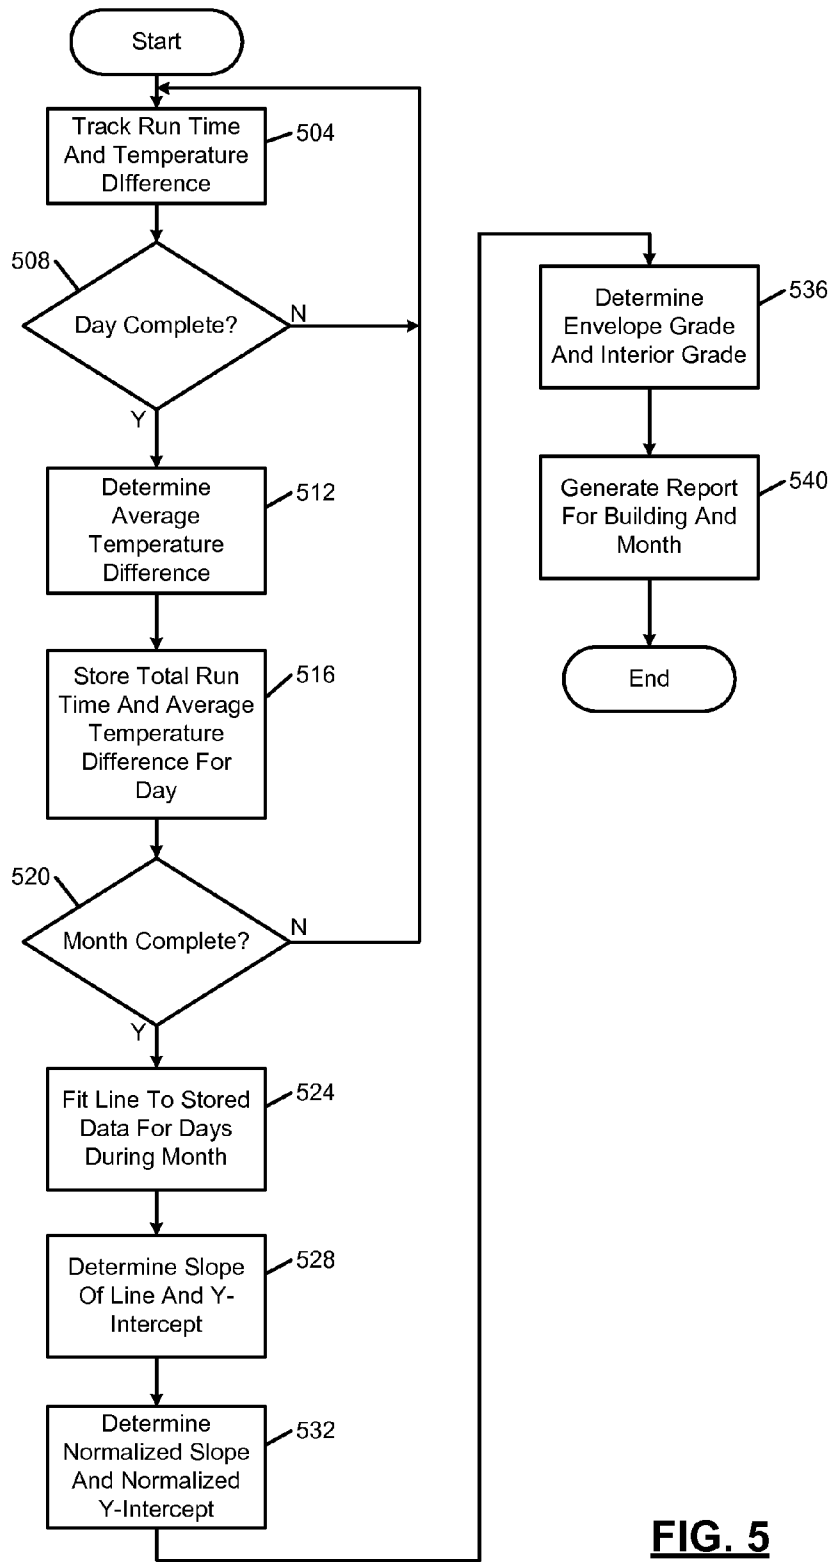 Start
Track Run Time
And Temperature
DIfference
504
508
Day Complete?
N
Y
Determine
Average
Temperature
Difference
512
Store Total Run
Time And Average
Temperature
Difference For
Day
516
520
Month Complete?
N
Y
Fit Line To Stored
Data For Days
During Month
524
Determine Slope
Of Line And Y-
Intercept
528
Determine
Normalized Slope
And Normalized
Y-Intercept
532
Determine
Envelope Grade
And Interior Grade
536
Generate Report
For Building And
Month
540
End
FIG. 5